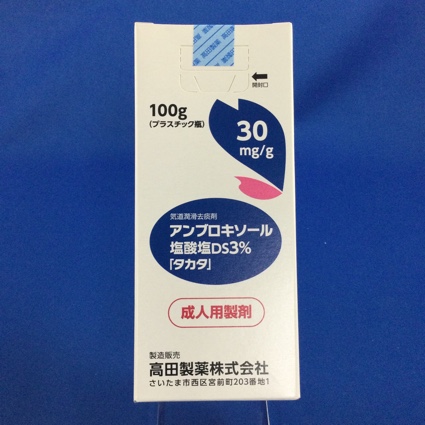 開封口
100g
(プラスチック瓶)
30
mg/g
気道潤滑去痰剤
アンブロキソール
塩酸塩DS3%
「タカタ」
成人用製剤
製造販売
高田製薬株式会社
さいたま市西区宮前町203番地1